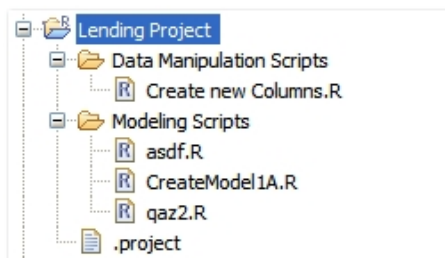 Lending Project
Data Manipulation Scripts
Create new Columns.R
Modeling Scripts
asdf.R
CreateModel1A.R
qaz2.R
.project